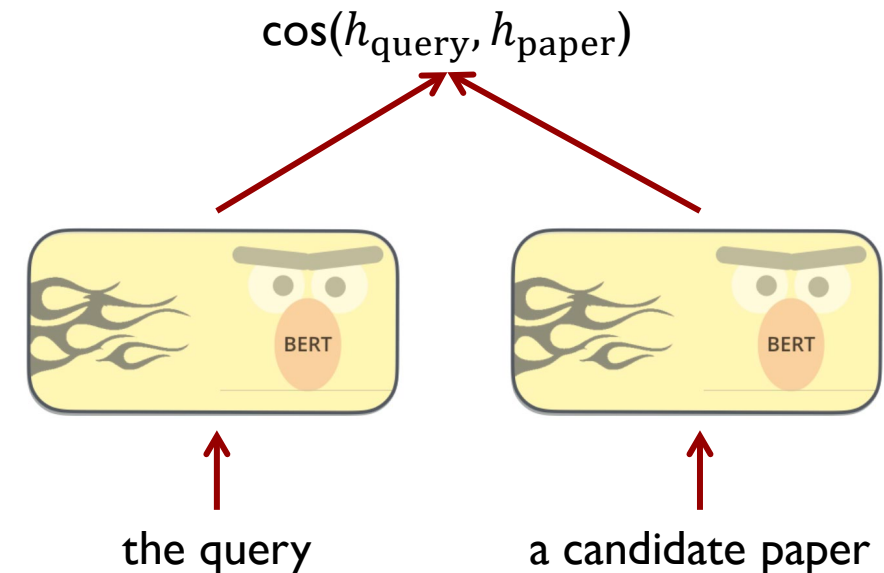 cos(h_query, h_paper)
BERT BERT
the query a candidate paper